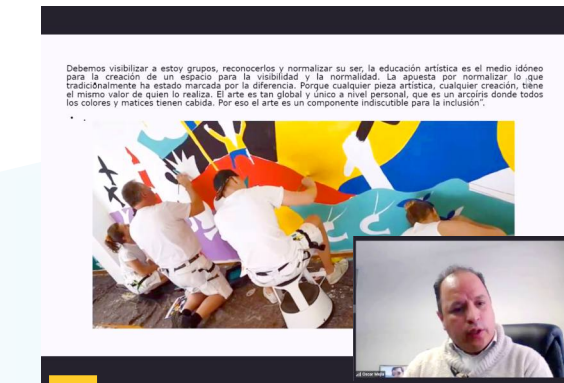 Debemos visibilizar a estoy grupos, reconocerlos y normalizar su ser, la educación artística es el medio idóneo
para la creación de un espacio para la visibilidad y la normalidad. La apuesta por normalizar lo que
tradicionalmente ha estado marcada por la diferencia. Porque cualquier pieza artística, cualquier creación, tiene
el mismo valor de quien lo realiza. El arte es tan global y único a nivel personal, que es un arcoíris donde todos
los colores y matices tienen cabida. Por eso el arte es un componente indiscutible para la inclusión”.